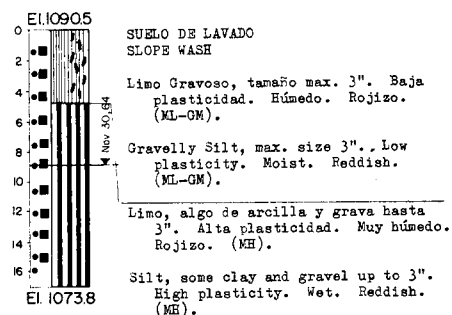 El.1090.5
SUELO DE LAVADO
SLOPE WASH
0
2
4
6
8
10
12
14
16
Nov 30,64
El. 1073.8
Limo Gravoso, tamaño max. 3". Baja
plasticidad. Húmedo. Rojizo.
(ML-GM).
Gravelly Silt, max. size 3". Low
plasticity. Moist. Reddish.
(ML-GM).
Limo, algo de arcilla y grava hasta
3". Alta plasticidad. Muy húmedo.
Rojizo. (MH).
Silt, some clay and gravel up to 3".
High plasticity. Wet. Reddish.
(MH).